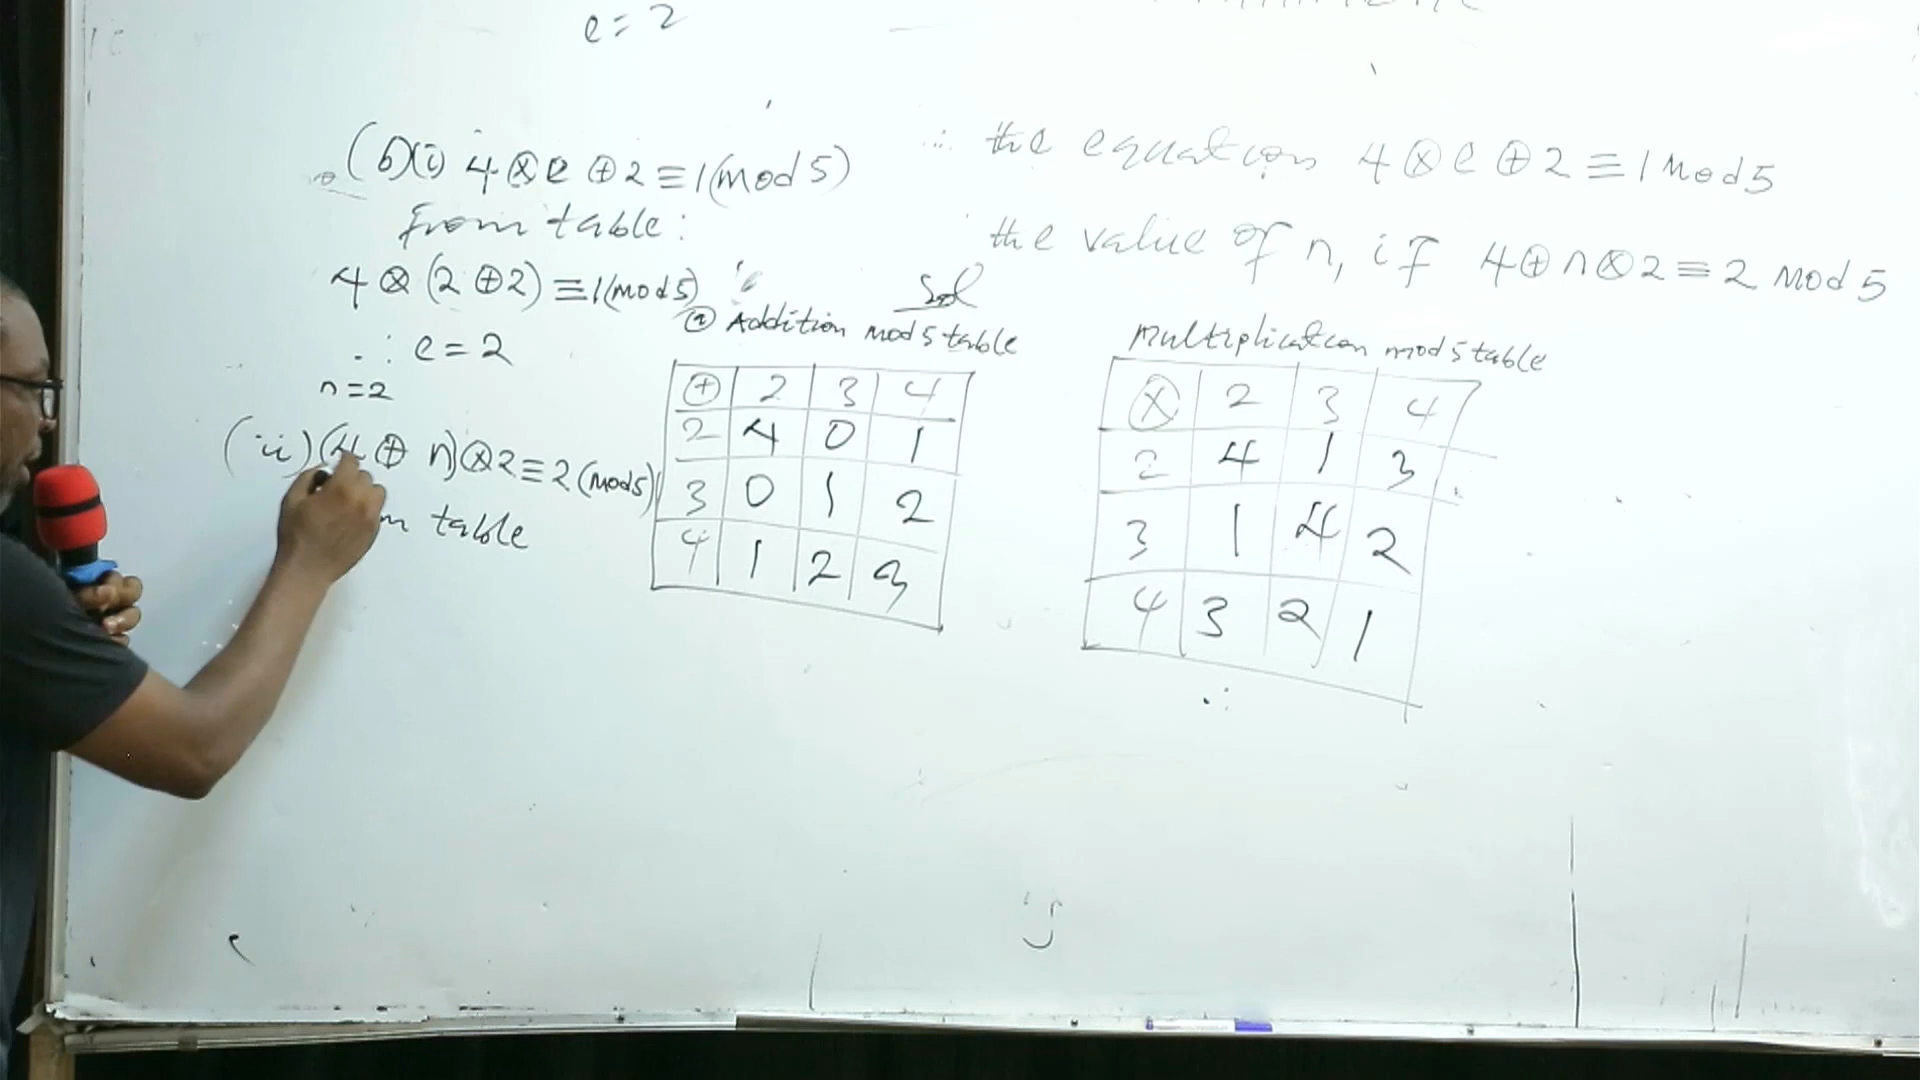 e = 2
(b)(i) 4 ⊗ e ⊕ 2 ≡ 1(mod 5)
from table:
4 ⊗ (2 ⊕ 2) ≡ 1(mod 5)
∴ e = 2
n = 2
(ii) (4 ⊕ n) ⊗ 2 ≡ 2 (mod 5)
table
the equation 4 ⊗ e ⊕ 2 ≡ 1 mod 5
the value of n, if 4 ⊕ n ⊗ 2 ≡ 2 mod 5
Sol
(a) Addition mod 5 table
⊕ 2 3 4
2 4 0 1
3 0 1 2
4 1 2 3
Multiplication mod 5 table
⊗ 2 3 4
2 4 1 3
3 1 4 2
4 3 2 1
∴